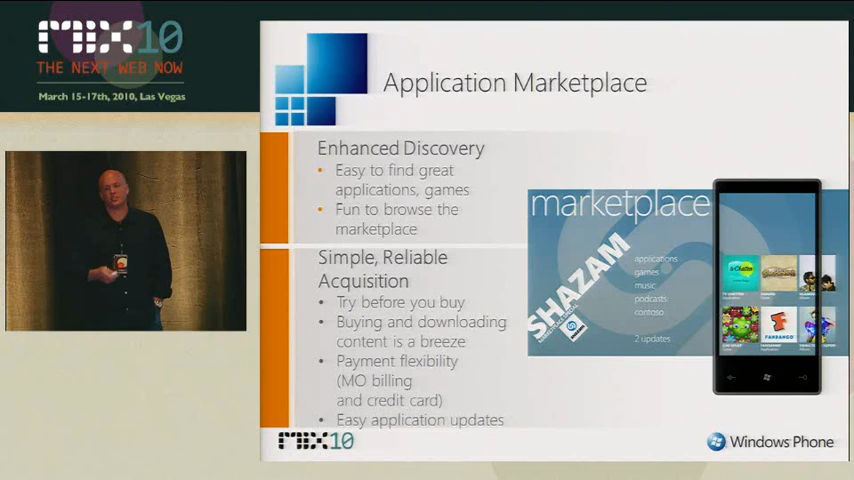 MIX10
THE NEXT WEB NOW
March 15-17th, 2010, Las Vegas
Application Marketplace
Enhanced Discovery
• Easy to find great
applications, games
• Fun to browse the
marketplace
Simple, Reliable
Acquisition
• Try before you buy
• Buying and downloading
content is a breeze
• Payment flexibility
(MO billing
and credit card)
• Easy application updates
marketplace
SHAZAM
applications
games
music
podcasts
contoso
2 updates
FANDANGO
MIX10
Windows Phone